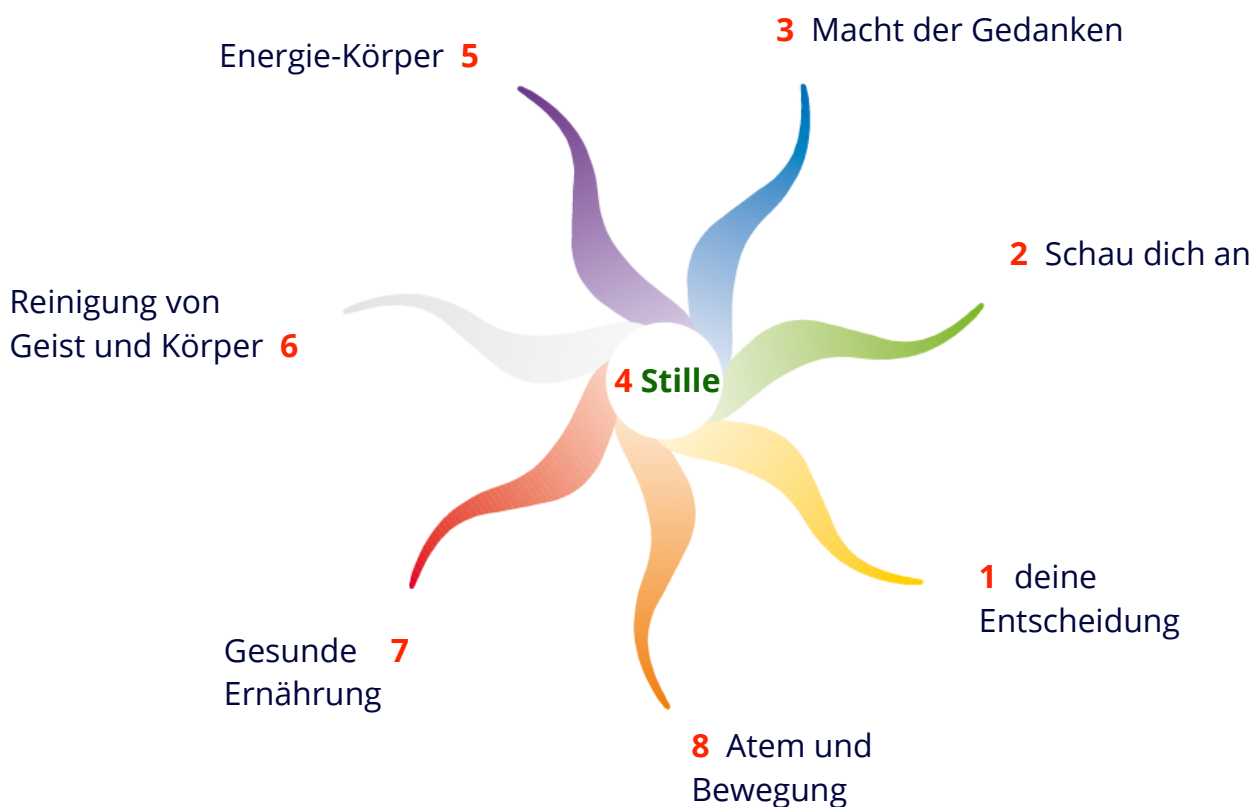 3 Macht der Gedanken
Energie-Körper 5
2 Schau dich an
Reinigung von
Geist und Körper 6
4 Stille
1 deine
Entscheidung
Gesunde 7
Ernährung
8 Atem und
Bewegung